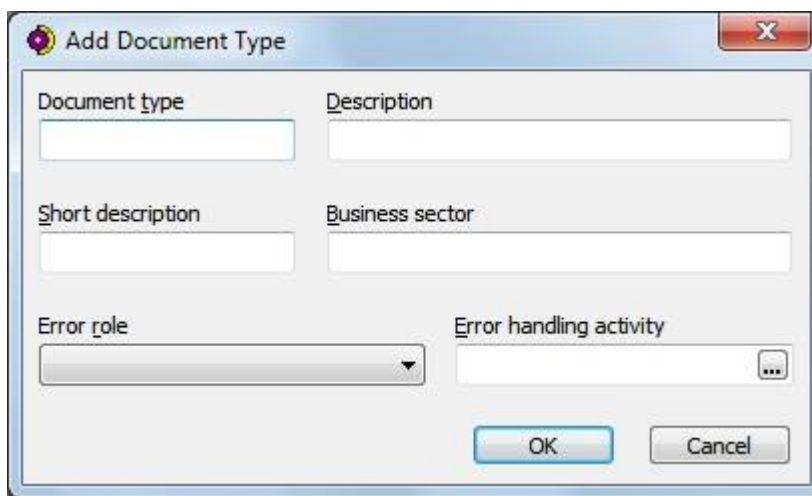 Add Document Type
Document type Description
Short description Business sector
Error role Error handling activity
...
OK Cancel